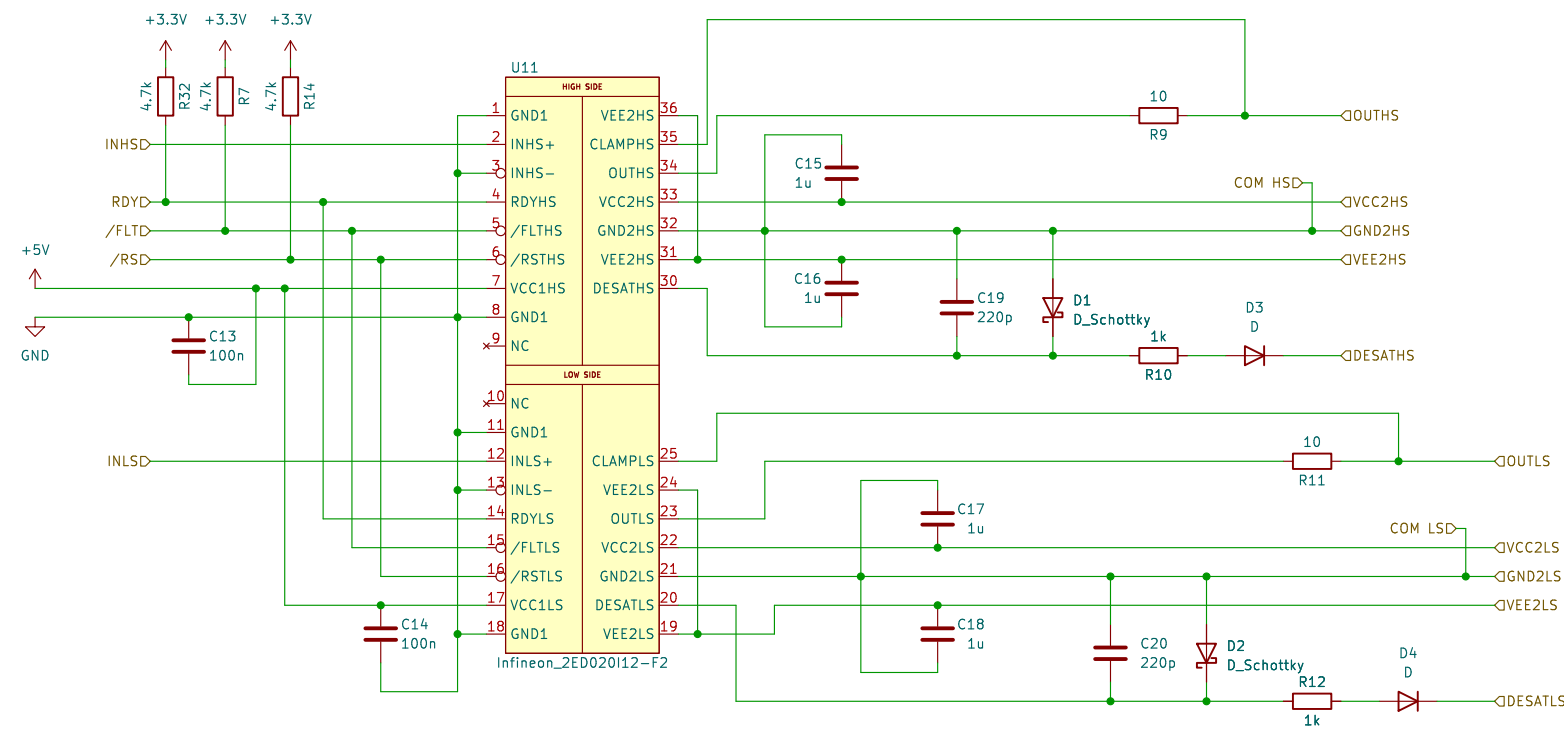 +3.3V +3.3V +3.3V
4.7k R32 4.7k R7 4.7k R14
INHS
RDY
/FLT
/RS
+5V
GND
C13
100n
INLS
C14
100n
U11
HIGH SIDE
1 GND1 VEE2HS 36
2 INHS+ CLAMPHS 35
3 INHS- OUTHS 34
4 RDYHS VCC2HS 33
5 /FLTHS GND2HS 32
6 /RSTHS VEE2HS 31
7 VCC1HS DESATHS 30
8 GND1
9 NC
LOW SIDE
10 NC
11 GND1
12 INLS+ CLAMPLS 25
13 INLS- VEE2LS 24
14 RDYLS OUTLS 23
15 /FLTLS VCC2LS 22
16 /RSTLS GND2LS 21
17 VCC1LS DESATLS 20
18 GND1 VEE2LS 19
Infineon_2ED020I12-F2
10
R9
OUTHS
C15
1u
COM HS
VCC2HS
GND2HS
VEE2HS
C16
1u
C19
220p
D1
D_Schottky
1k
R10
D3
D
DESATHS
10
R11
OUTLS
C17
1u
COM LS
VCC2LS
GND2LS
VEE2LS
C18
1u
C20
220p
D2
D_Schottky
R12
1k
D4
D
DESATLS